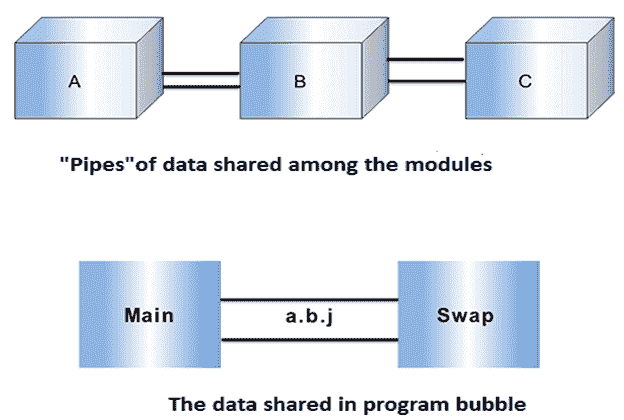 A
B
C
"Pipes"of data shared among the modules
Main
a.b.j
Swap
The data shared in program bubble